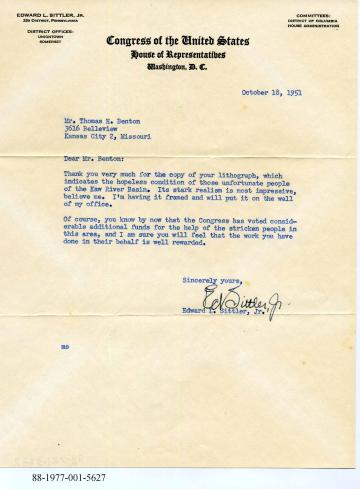 EDWARD L. SITTLER, JR.
23D DISTRICT, PENNSYLVANIA
DISTRICT OFFICES:
UNIONTOWN
SOMERSET
COMMITTEES:
DISTRICT OF COLUMBIA
HOUSE ADMINISTRATION
Congress of the United States
House of Representatives
Washington, D. C.
October 18, 1951
Mr. Thomas H. Benton
3616 Belleview
Kansas City 2, Missouri
Dear Mr. Benton:
Thank you very much for the copy of your lithograph, which
indicates the hopeless condition of those unfortunate people
of the Kaw River Basin. Its stark realism is most impressive,
believe me. I'm having it framed and will put it on the wall
of my office.
Of course, you know by now that the Congress has voted consid-
erable additional funds for the help of the stricken people in
this area, and I am sure you will feel that the work you have
done in their behalf is well rewarded.
Sincerely yours,
Ed Sittler, Jr.
Edward L. Sittler, Jr.
ms
88-1977-001-5627